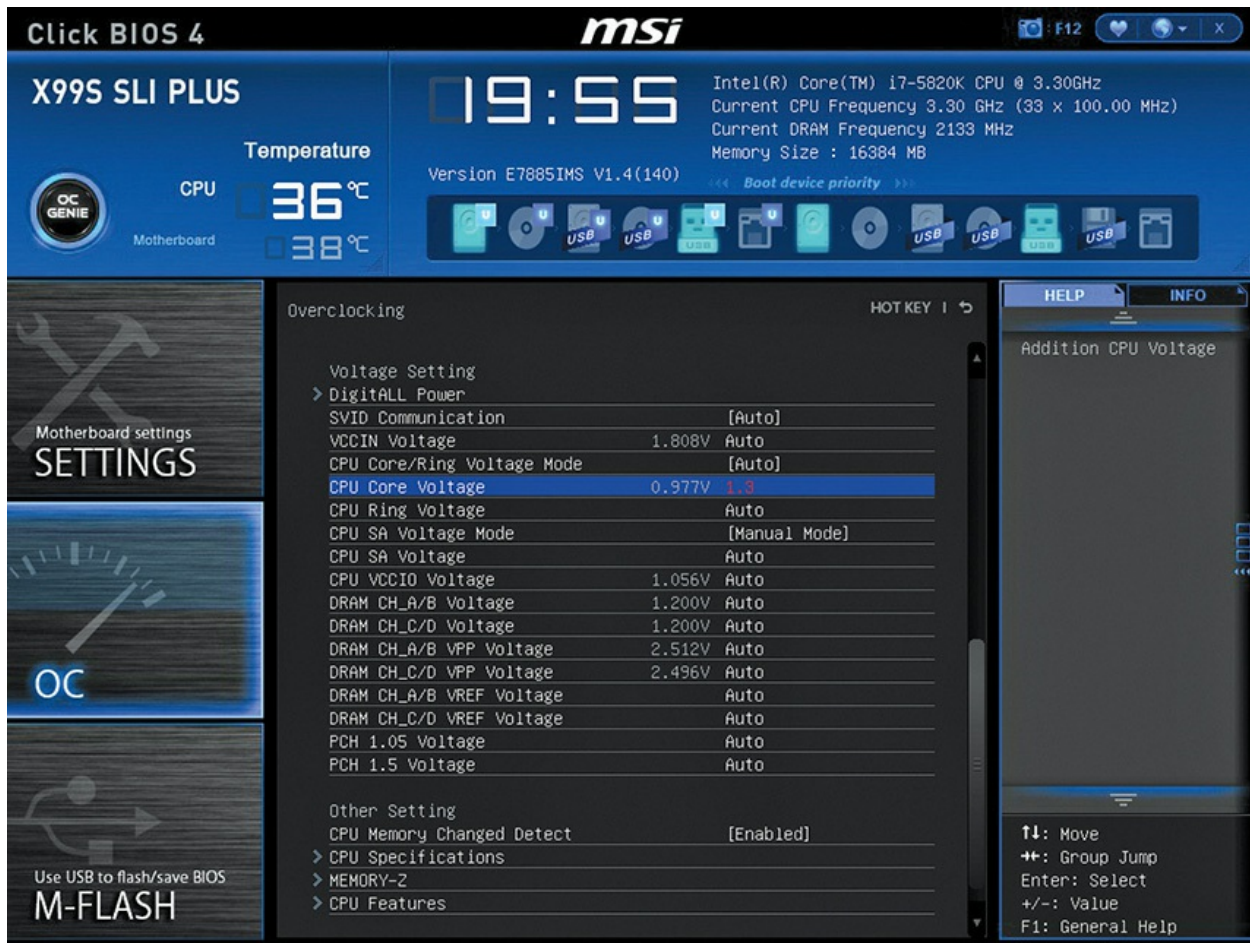 Click BIOS 4
msi
: F12
x
X99S SLI PLUS
19:55
Intel(R) Core(TM) i7-5820K CPU @ 3.30GHz
Current CPU Frequency 3.30 GHz (33 x 100.00 MHz)
Current DRAM Frequency 2133 MHz
Memory Size : 16384 MB
Temperature
Version E7885IMS V1.4(140)
Boot device priority
OC GENIE
CPU 36°C
Motherboard 38°C
U
U
USB U
USB U
USB U
U
USB
USB
USB
USB
Overclocking
HOT KEY |
HELP
INFO
Addition CPU Voltage
Voltage Setting
> DigitALL Power
SVID Communication [Auto]
VCCIN Voltage 1.808V Auto
CPU Core/Ring Voltage Mode [Auto]
CPU Core Voltage 0.977V 1.3
CPU Ring Voltage Auto
CPU SA Voltage Mode [Manual Mode]
CPU SA Voltage Auto
CPU VCCIO Voltage 1.056V Auto
DRAM CH_A/B Voltage 1.200V Auto
DRAM CH_C/D Voltage 1.200V Auto
DRAM CH_A/B VPP Voltage 2.512V Auto
DRAM CH_C/D VPP Voltage 2.496V Auto
DRAM CH_A/B VREF Voltage Auto
DRAM CH_C/D VREF Voltage Auto
PCH 1.05 Voltage Auto
PCH 1.5 Voltage Auto
Other Setting
CPU Memory Changed Detect [Enabled]
> CPU Specifications
> MEMORY-Z
> CPU Features
Motherboard settings
SETTINGS
OC
Use USB to flash/save BIOS
M-FLASH
↑↓: Move
→←: Group Jump
Enter: Select
+/-: Value
F1: General Help